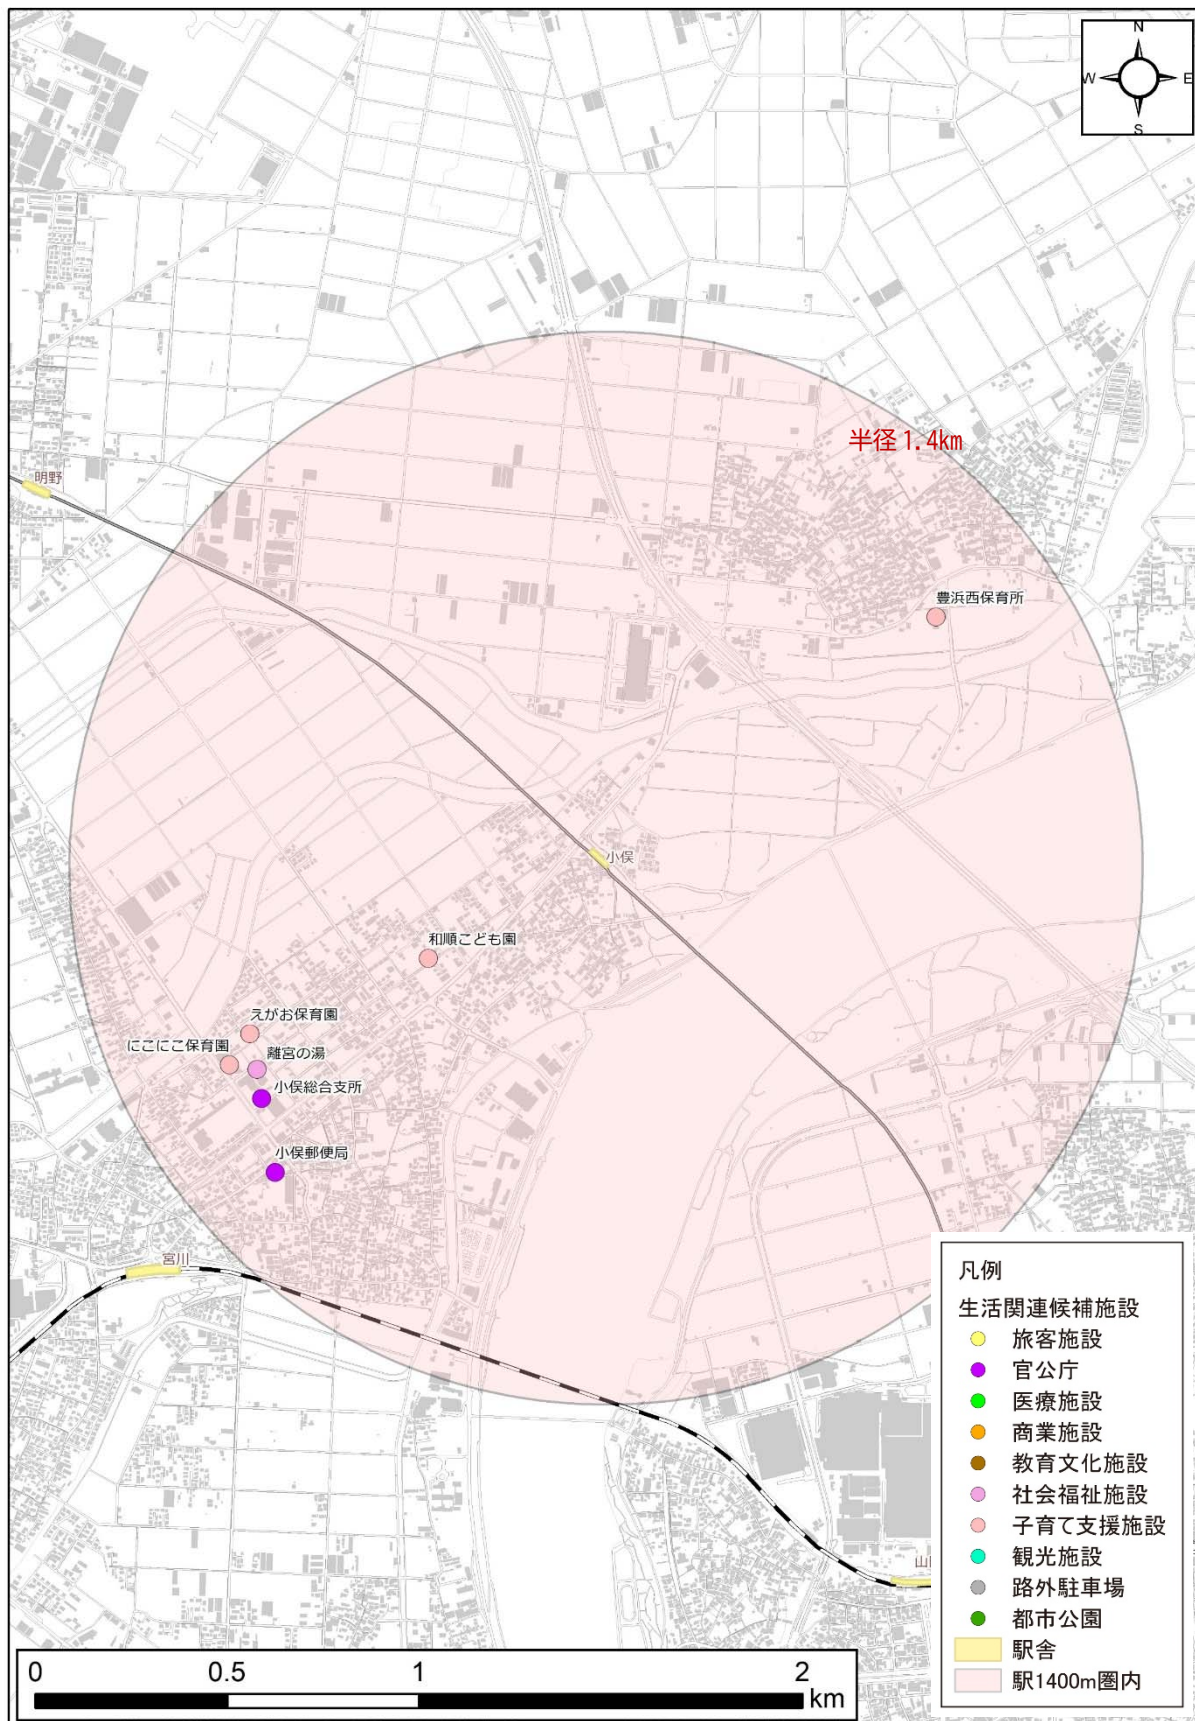 N
W
E
S
半径 1.4km
明野
豊浜西保育所
小俣
和順こども園
えがお保育園
にこにこ保育園
離宮の湯
小俣総合支所
小俣郵便局
宮川
凡例
生活関連候補施設
旅客施設
官公庁
医療施設
商業施設
教育文化施設
社会福祉施設
子育て支援施設
観光施設
路外駐車場
都市公園
駅舎
駅1400m圏内
山
0 0.5 1 2
km